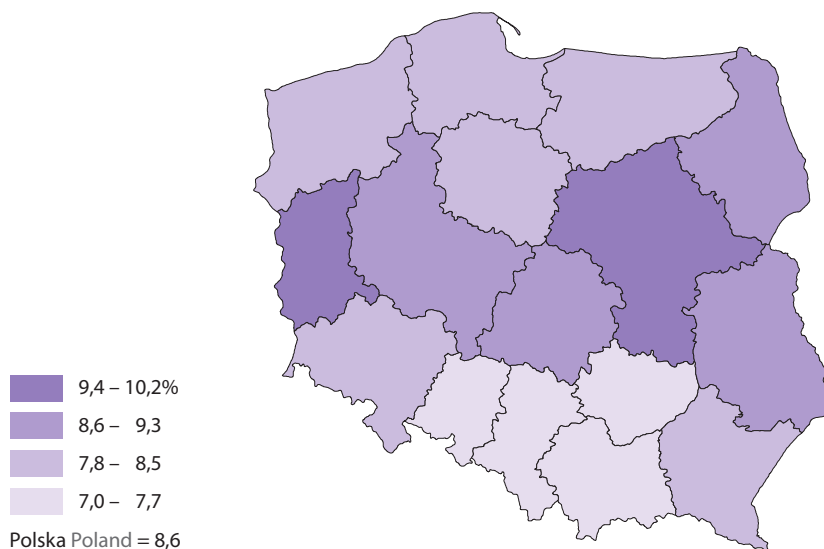 9,4 – 10,2%
8,6 – 9,3
7,8 – 8,5
7,0 – 7,7
Polska Poland = 8,6